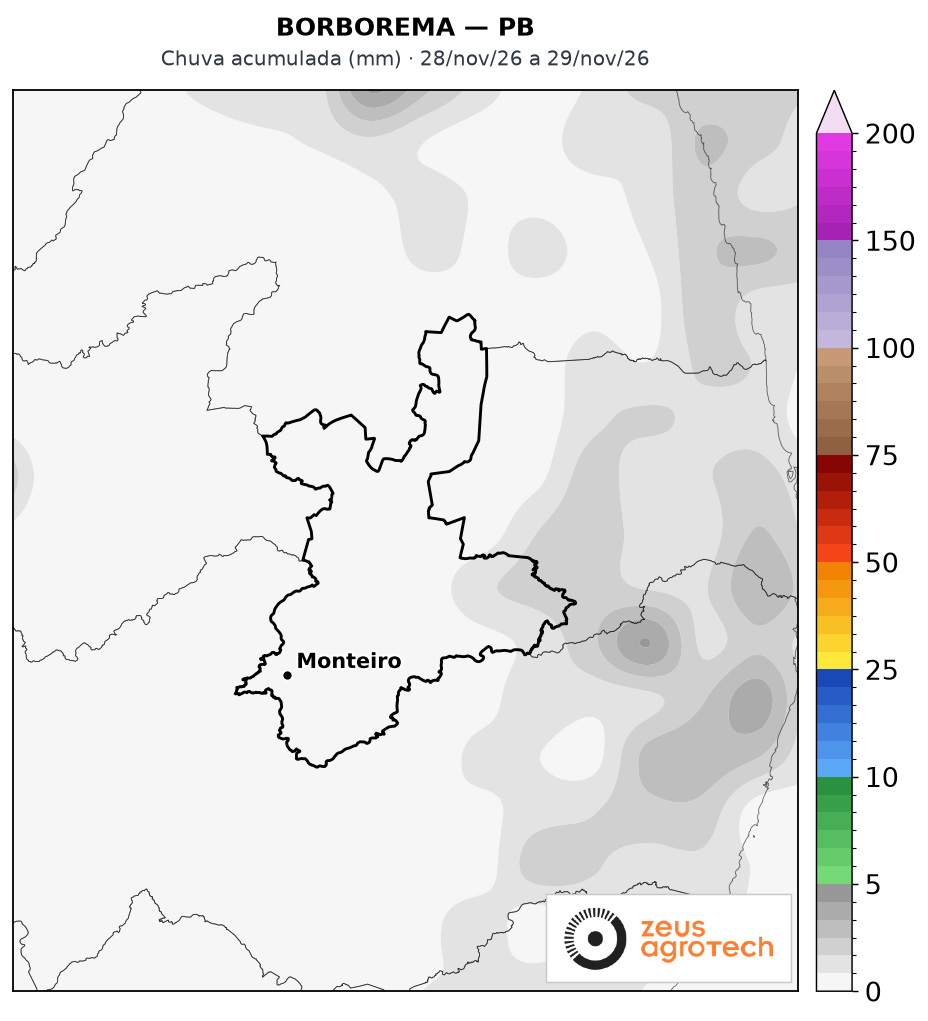 BORBOREMA — PB
Chuva acumulada (mm) · 28/nov/26 a 29/nov/26
200
150
100
75
50
25
10
5
0
Monteiro
zeus
agrotech